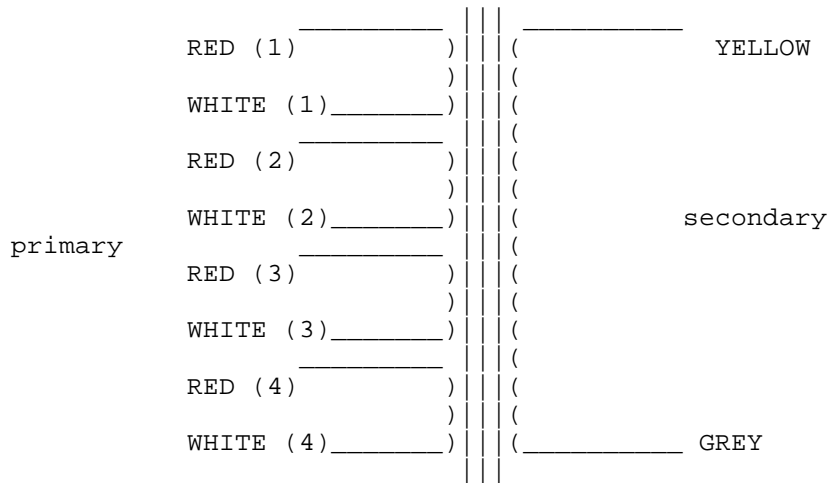 RED (1) YELLOW
WHITE (1)
RED (2)
WHITE (2) secondary
primary
RED (3)
WHITE (3)
RED (4)
WHITE (4) GREY